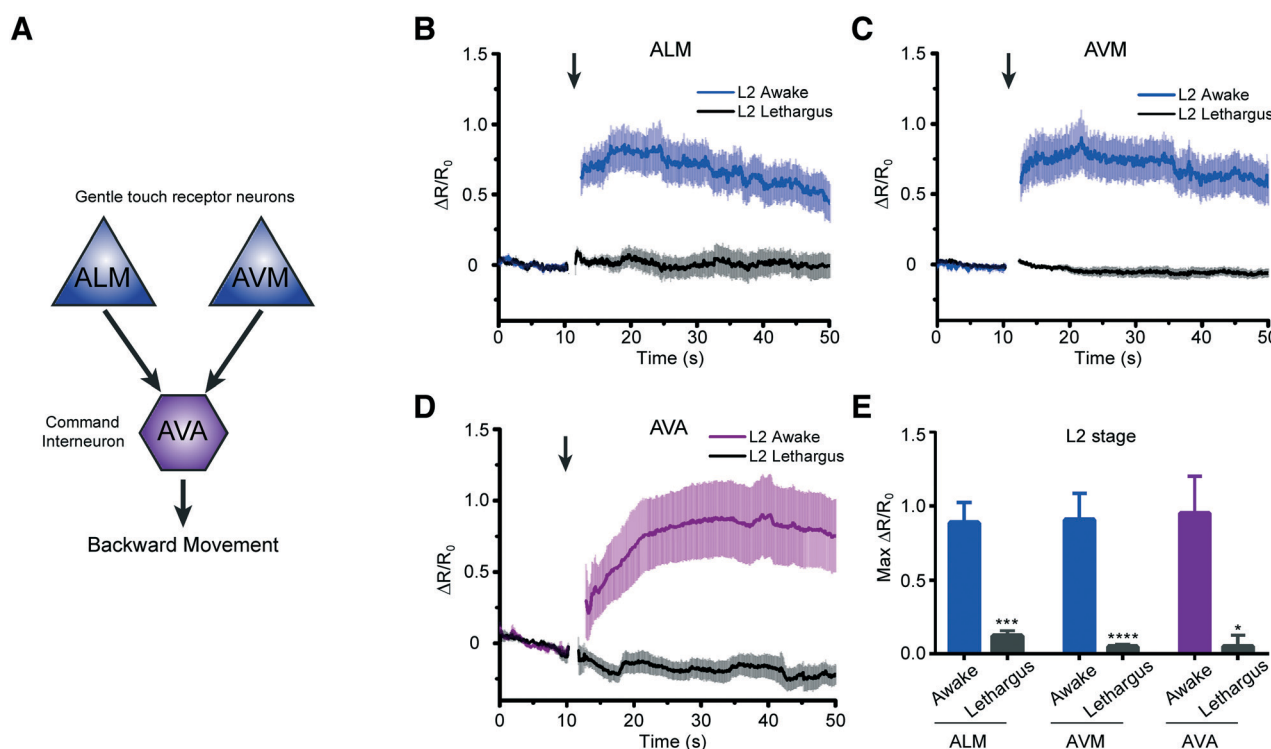 A
Gentle touch receptor neurons
ALM
AVM
Command
Interneuron
AVA
Backward Movement
B
ALM
L2 Awake
L2 Lethargus
ΔR/R0
1.5
1.0
0.5
0
0 10 20 30 40 50
Time (s)
C
AVM
L2 Awake
L2 Lethargus
ΔR/R0
1.5
1.0
0.5
0
0 10 20 30 40 50
Time (s)
D
AVA
L2 Awake
L2 Lethargus
ΔR/R0
1.5
1.0
0.5
0
0 10 20 30 40 50
Time (s)
E
L2 stage
Max ΔR/R0
1.5
1.0
0.5
0.0
*** **** *
Awake Lethargus Awake Lethargus Awake Lethargus
ALM AVM AVA